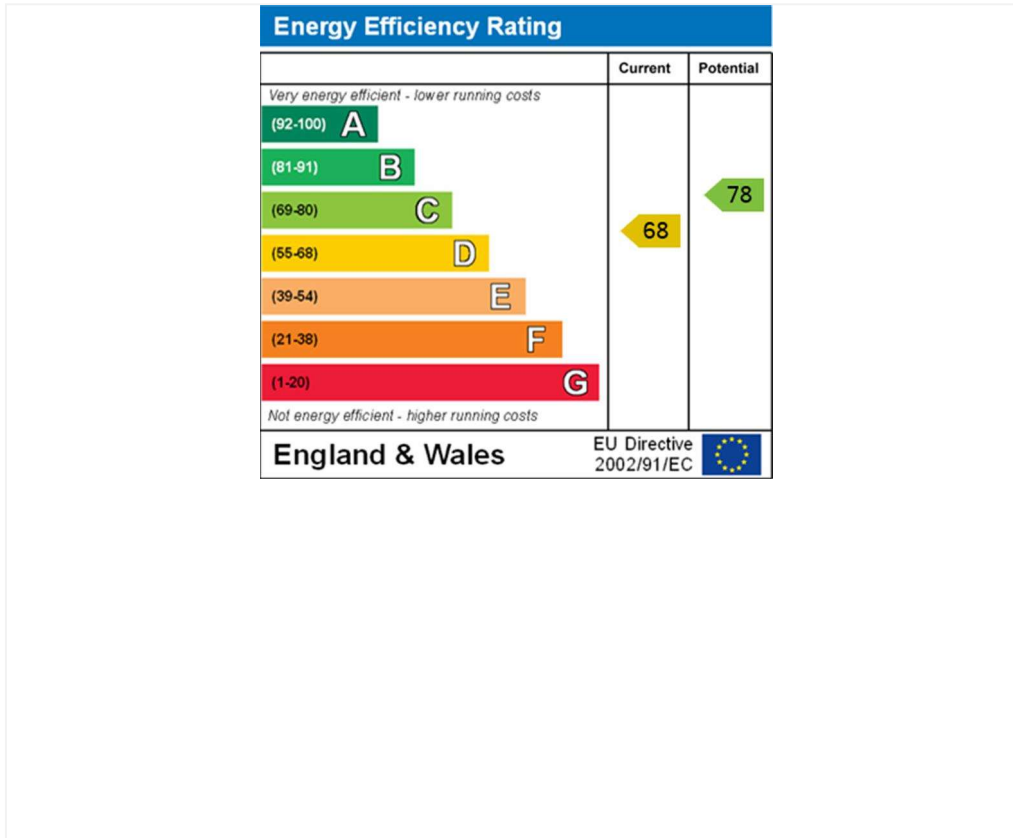 Energy Efficiency Rating
Current Potential
Very energy efficient - lower running costs
(92-100) A
(81-91) B
(69-80) C
78
(55-68) D
68
(39-54) E
(21-38) F
(1-20) G
Not energy efficient - higher running costs
England & Wales
EU Directive
2002/91/EC